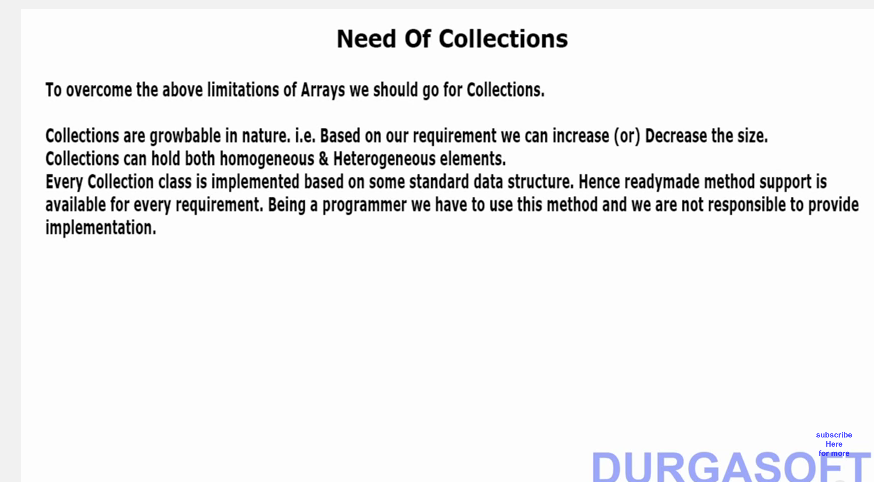 Need Of Collections
To overcome the above limitations of Arrays we should go for Collections.
Collections are growbable in nature. i.e. Based on our requirement we can increase (or) Decrease the size.
Collections can hold both homogeneous & Heterogeneous elements.
Every Collection class is implemented based on some standard data structure. Hence readymade method support is
available for every requirement. Being a programmer we have to use this method and we are not responsible to provide
implementation.
subscribe
Here
for more
DURGASOFT